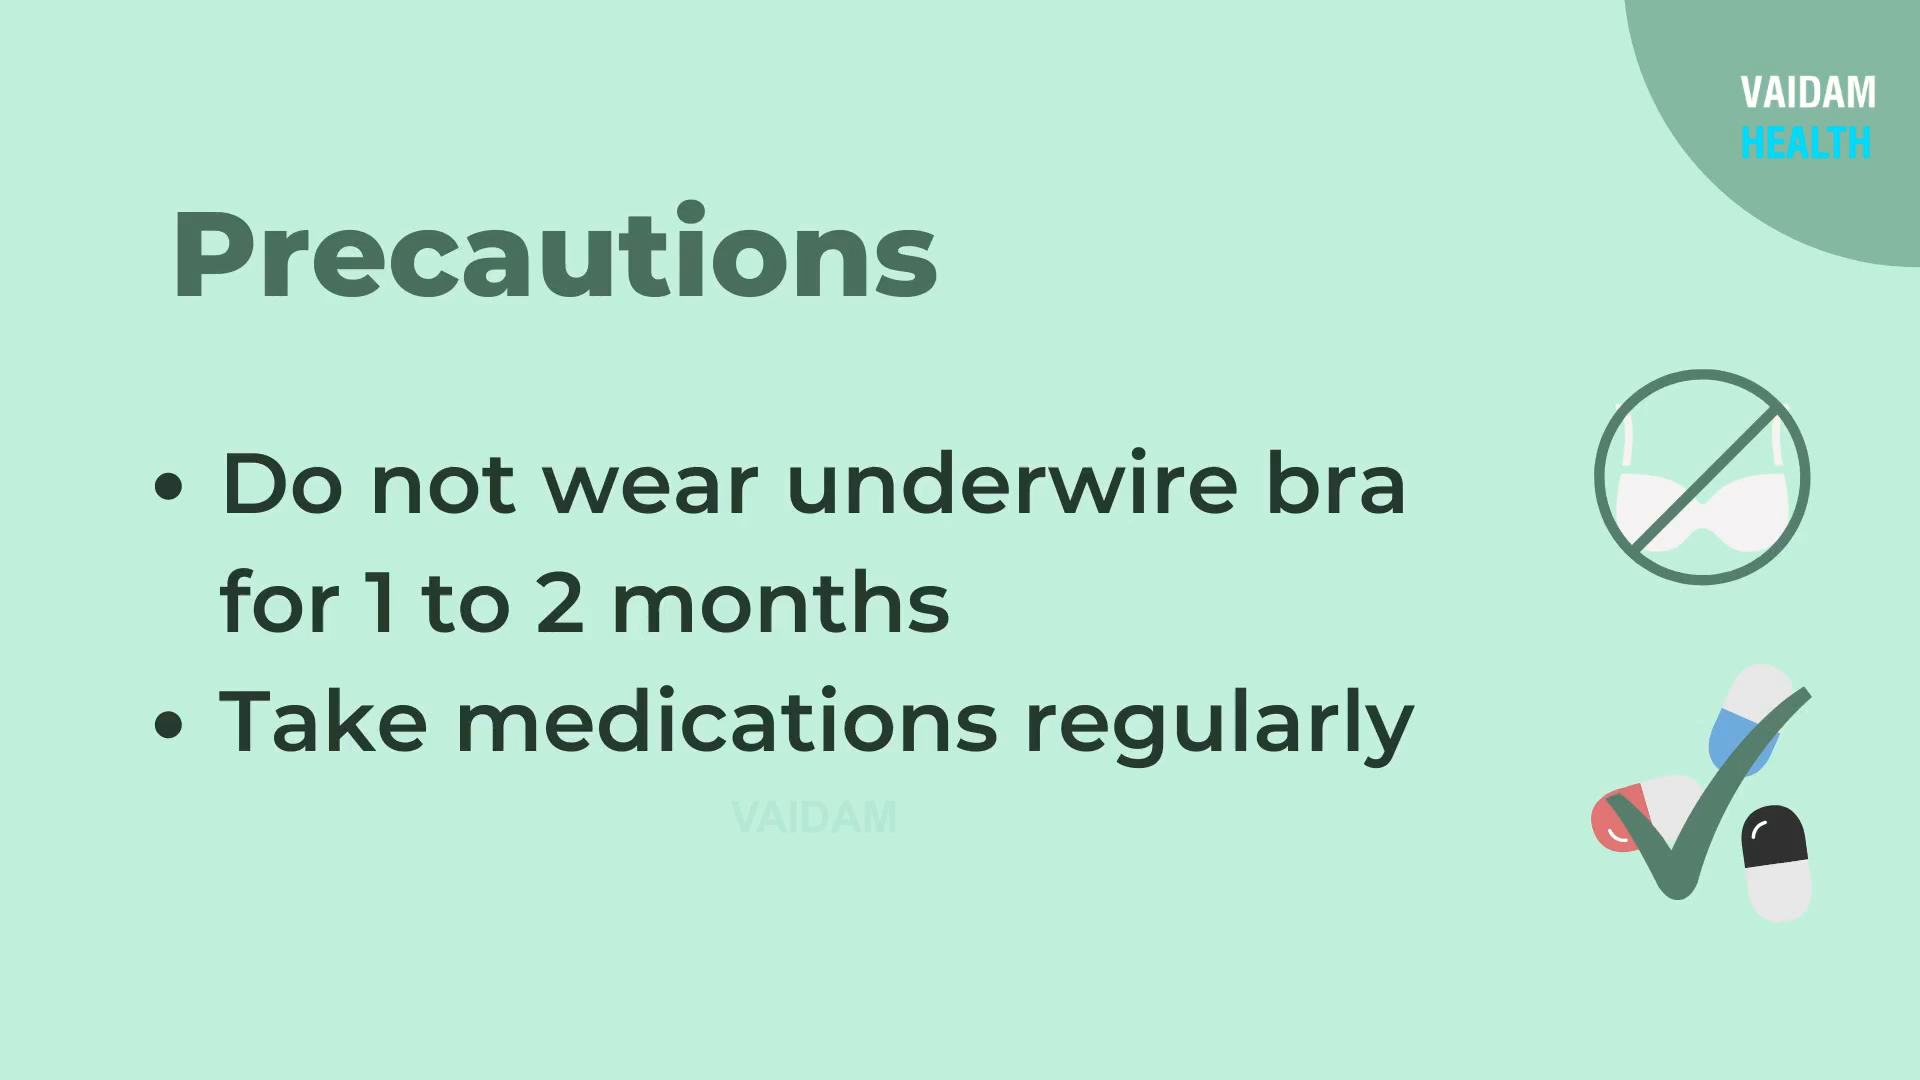 VAIDAM
HEALTH
Precautions
• Do not wear underwire bra
for 1 to 2 months
• Take medications regularly
VAIDAM